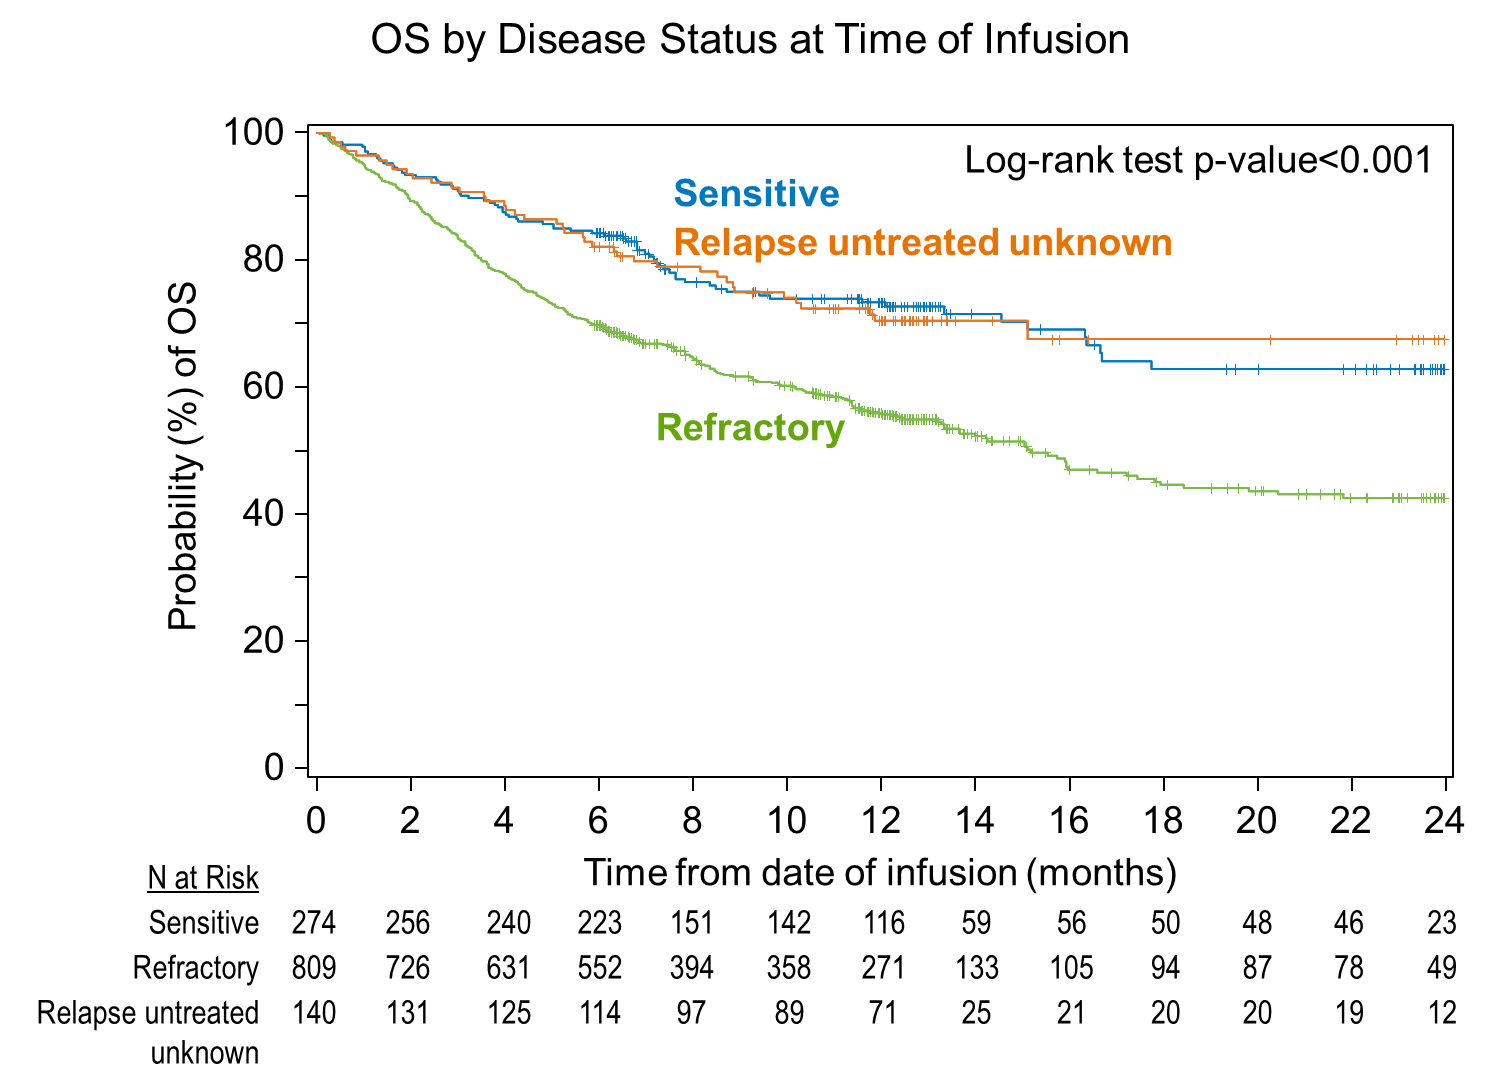 OS by Disease Status at Time of Infusion
100
Log-rank test p-value<0.001
Sensitive
Relapse untreated unknown
80
Probability (%) of OS
60
Refractory
40
20
0
0 2 4 6 8 10 12 14 16 18 20 22 24
Time from date of infusion (months)
N at Risk
Sensitive 274 256 240 223 151 142 116 59 56 50 48 46 23
Refractory 809 726 631 552 394 358 271 133 105 94 87 78 49
Relapse untreated 140 131 125 114 97 89 71 25 21 20 20 19 12
unknown